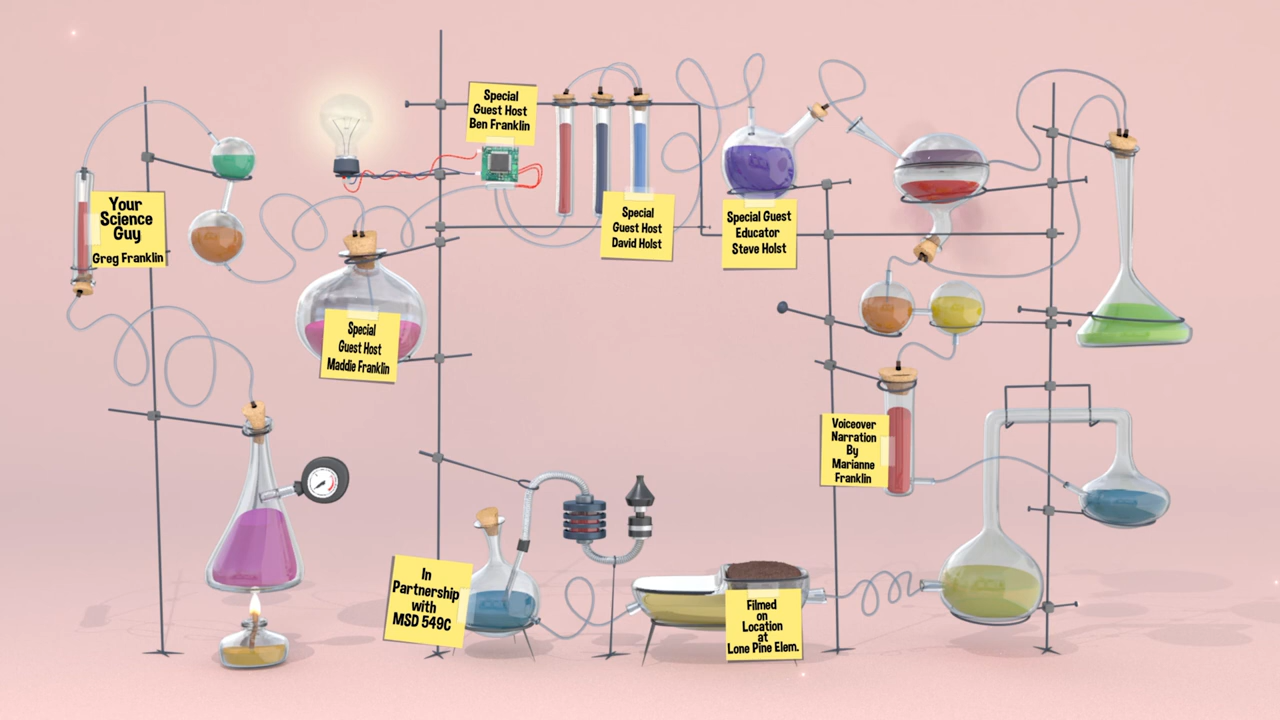 Special
Guest Host
Ben Franklin
Your
Science
Guy
Greg Franklin
Special
Guest Host
David Holst
Special Guest
Educator
Steve Holst
Special
Guest Host
Maddie Franklin
Voiceover
Narration
By
Marianne
Franklin
In
Partnership
with
MSD 549C
Filmed
on
Location
at
Lone Pine Elem.